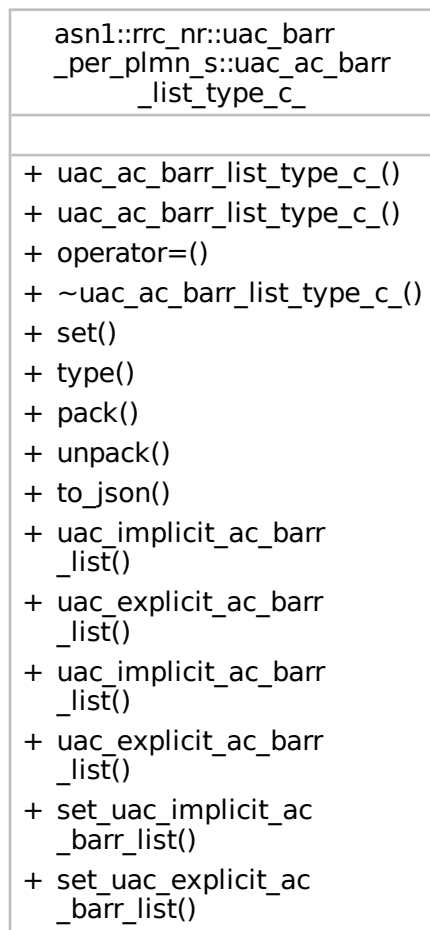 asn1::rrc_nr::uac_barr
_per_plmn_s::uac_ac_barr
_list_type_c_
+ uac_ac_barr_list_type_c_()
+ uac_ac_barr_list_type_c_()
+ operator=()
+ ~uac_ac_barr_list_type_c_()
+ set()
+ type()
+ pack()
+ unpack()
+ to_json()
+ uac_implicit_ac_barr
_list()
+ uac_explicit_ac_barr
_list()
+ uac_implicit_ac_barr
_list()
+ uac_explicit_ac_barr
_list()
+ set_uac_implicit_ac
_barr_list()
+ set_uac_explicit_ac
_barr_list()